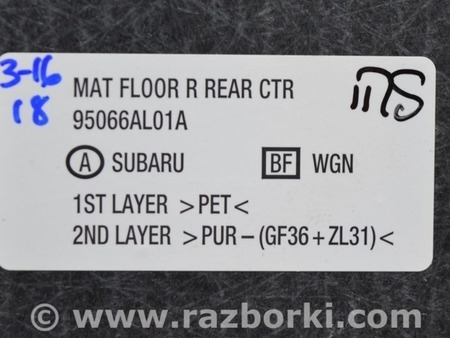 3-16
18
MAT FLOOR R REAR CTR
95066AL01A
A SUBARU BF WGN
1ST LAYER >PET<
2ND LAYER >PUR-(GF36+ZL31)<
© www.razborki.com